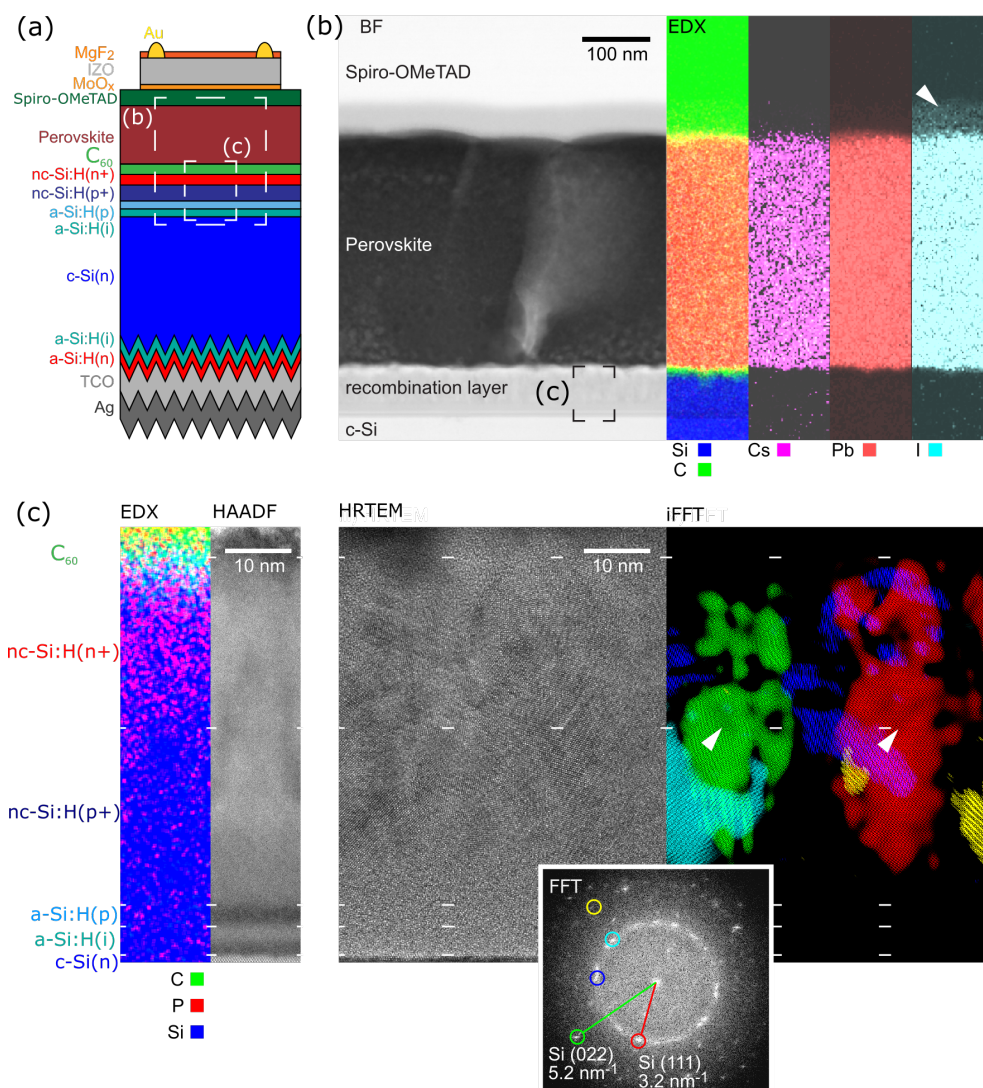 (a)
Au
MgF2
IZO
MoOx
Spiro-OMeTAD
(b)
Perovskite
(c)
C60
nc-Si:H(n+)
nc-Si:H(p+)
a-Si:H(p)
a-Si:H(i)
c-Si(n)
a-Si:H(i)
a-Si:H(n)
TCO
Ag
(b)
BF
100 nm
EDX
Spiro-OMeTAD
Perovskite
recombination layer
(c)
c-Si
Si
Cs
Pb
I
C
(c)
EDX
HAADF
HRTEM
iFFT
10 nm
10 nm
C60
nc-Si:H(n+)
nc-Si:H(p+)
a-Si:H(p)
a-Si:H(i)
c-Si(n)
C
P
Si
FFT
Si (022)
5.2 nm⁻¹
Si (111)
3.2 nm⁻¹